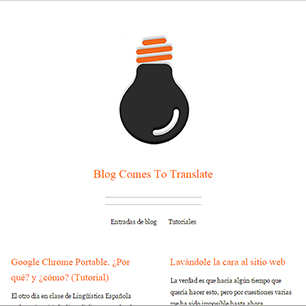 Blog Comes To Translate
Entradas de blog Tutoriales
Google Chrome Portable. ¿Por
qué? y ¿cómo? (Tutorial)
El otro día en clase de Lingüística Española
Lavándole la cara al sitio web
La verdad es que hacía algún tiempo que
quería hacer esto, pero por cuestiones varias
me ha sido imposible hasta ahora